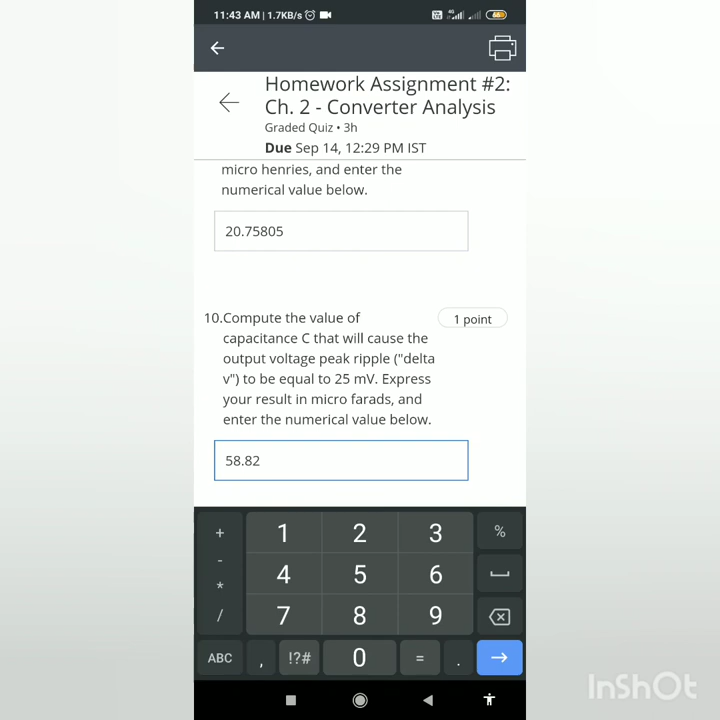 11:43 AM | 1.7KB/s
4G
66
Homework Assignment #2:
Ch. 2 - Converter Analysis
Graded Quiz • 3h
Due Sep 14, 12:29 PM IST
micro henries, and enter the
numerical value below.
20.75805
10.Compute the value of
1 point
capacitance C that will cause the
output voltage peak ripple ("delta
v") to be equal to 25 mV. Express
your result in micro farads, and
enter the numerical value below.
58.82
+ 1 2 3 %
- 4 5 6
*
/ 7 8 9
ABC , !?# 0 = .
InShOt